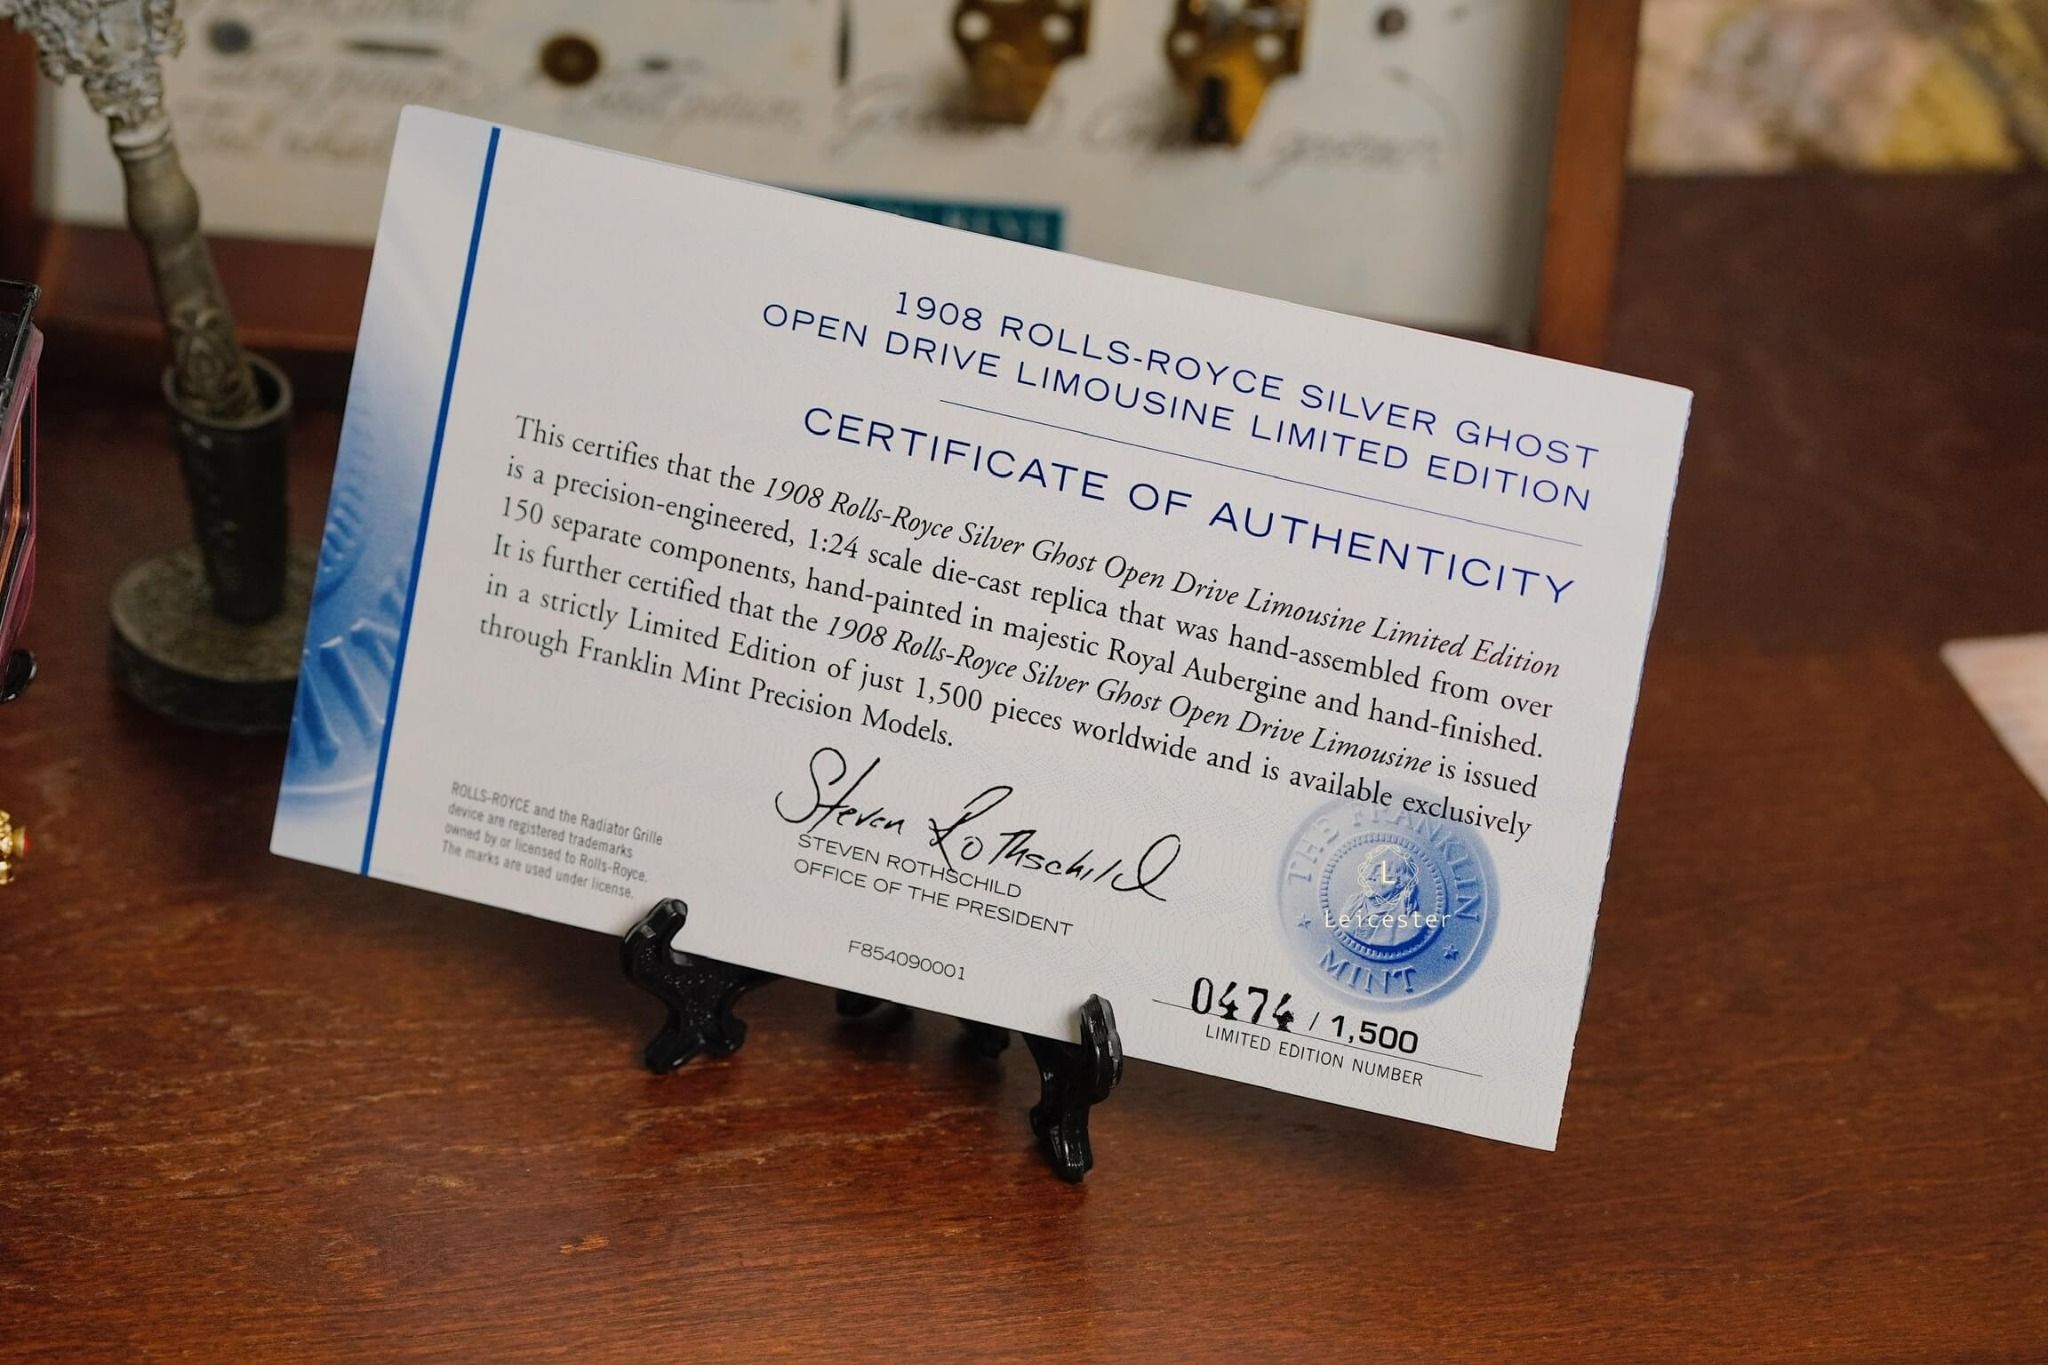 1908 ROLLS-ROYCE SILVER GHOST
OPEN DRIVE LIMOUSINE LIMITED EDITION
CERTIFICATE OF AUTHENTICITY
This certifies that the 1908 Rolls-Royce Silver Ghost Open Drive Limousine Limited Edition
is a precision-engineered, 1:24 scale die-cast replica that was hand-assembled from over
150 separate components, hand-painted in majestic Royal Aubergine and hand-finished.
It is further certified that the 1908 Rolls-Royce Silver Ghost Open Drive Limousine is issued
in a strictly Limited Edition of just 1,500 pieces worldwide and is available exclusively
through Franklin Mint Precision Models.
ROLLS-ROYCE and the Radiator Grille
device are registered trademarks
owned by or licensed to Rolls-Royce.
The marks are used under license.
Steven Rothschild
STEVEN ROTHSCHILD
OFFICE OF THE PRESIDENT
F854090001
THE FRANKLIN
MINT
L
Leicester
0474 / 1,500
LIMITED EDITION NUMBER